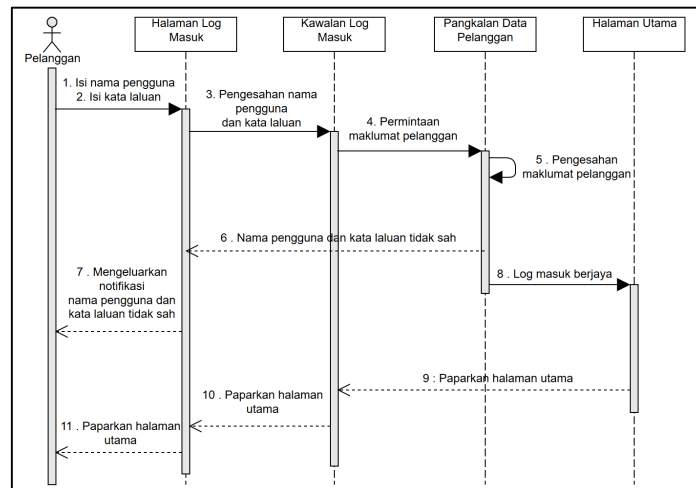 Halaman Log
Masuk
Kawalan Log
Masuk
Pangkalan Data
Pelanggan
Halaman Utama
Pelanggan
1. Isi nama pengguna
2. Isi kata laluan
3. Pengesahan nama
pengguna
dan kata laluan
4. Permintaan
maklumat pelanggan
5 . Pengesahan
maklumat pelanggan
6 . Nama pengguna dan kata laluan tidak sah
7 . Mengeluarkan
notifikasi
nama pengguna dan
kata laluan tidak sah
8 . Log masuk berjaya
9 : Paparkan halaman utama
10 . Paparkan halaman
utama
11 . Paparkan halaman
utama